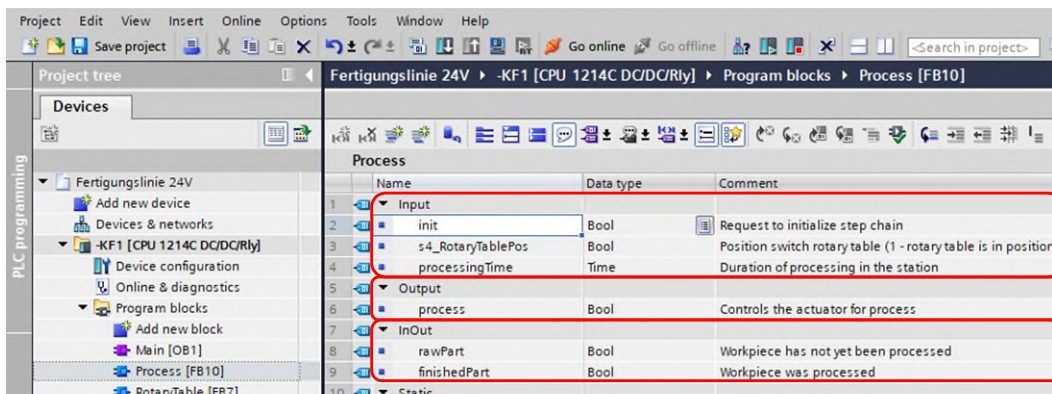 Project Edit View Insert Online Options Tools Window Help
Save project Go online Go offline <Search in project>
Project tree
Fertigungslinie 24V ▸ -KF1 [CPU 1214C DC/DC/Rly] ▸ Program blocks ▸ Process [FB10]
Devices
PLC programming
Fertigungslinie 24V
Add new device
Devices & networks
-KF1 [CPU 1214C DC/DC/Rly]
Device configuration
Online & diagnostics
Program blocks
Add new block
Main [OB1]
Process [FB10]
RotaryTable [FB7]
Process
Name Data type Comment
1 Input
2 init Bool Request to initialize step chain
3 s4_RotaryTablePos Bool Position switch rotary table (1 - rotary table is in position
4 processingTime Time Duration of processing in the station
5 Output
6 process Bool Controls the actuator for process
7 InOut
8 rawPart Bool Workpiece has not yet been processed
9 finishedPart Bool Workpiece was processed
10 Static